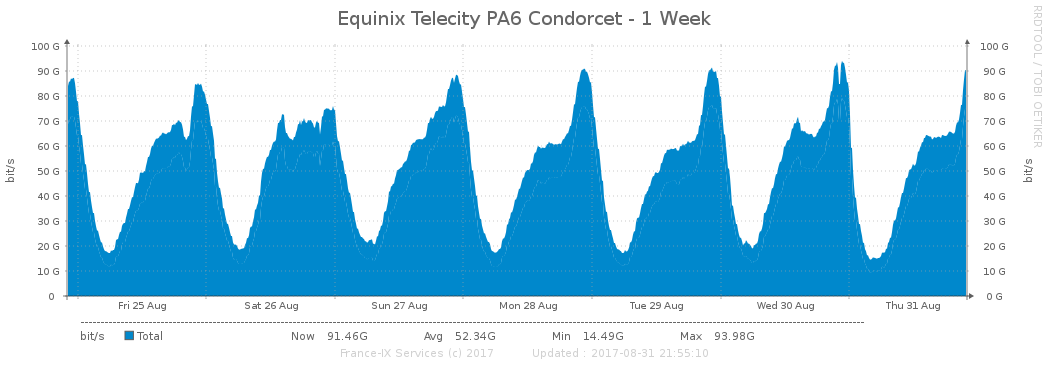 Equinix Telecity PA6 Condorcet - 1 Week
RRDTOOL / TOBI OETIKER
bit/s
bit/s
100 G 100 G
90 G 90 G
80 G 80 G
70 G 70 G
60 G 60 G
50 G 50 G
40 G 40 G
30 G 30 G
20 G 20 G
10 G 10 G
0 0 G
Fri 25 Aug Sat 26 Aug Sun 27 Aug Mon 28 Aug Tue 29 Aug Wed 30 Aug Thu 31 Aug
bit/s Total Now 91.46G Avg 52.34G Min 14.49G Max 93.98G
France-IX Services (c) 2017 Updated : 2017-08-31 21:55:10